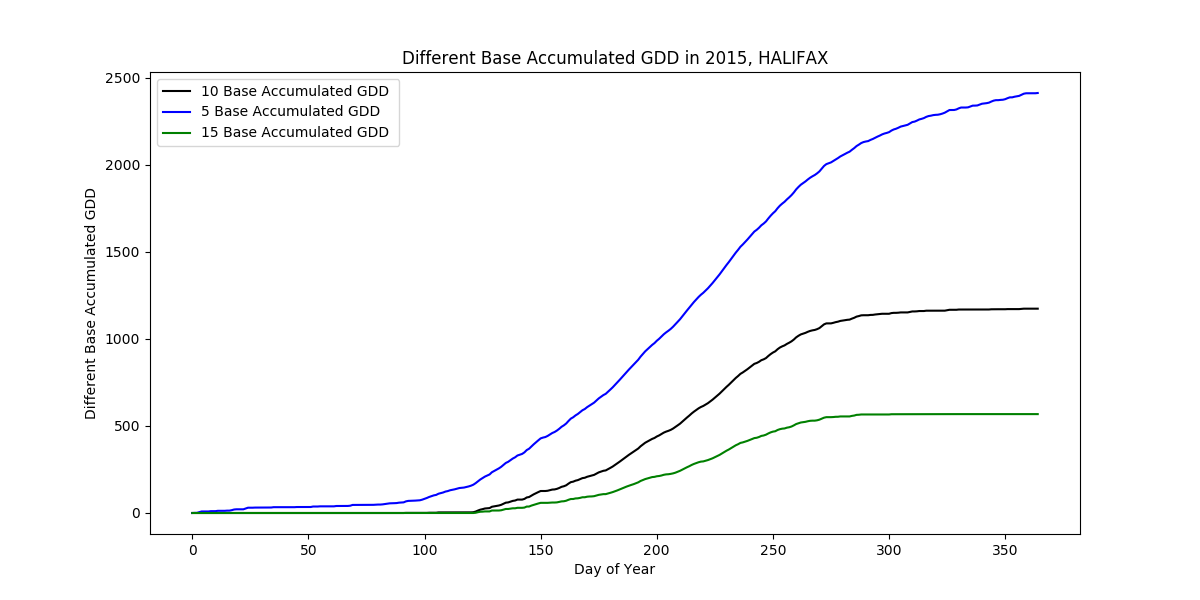 Different Base Accumulated GDD in 2015, HALIFAX
10 Base Accumulated GDD
5 Base Accumulated GDD
15 Base Accumulated GDD
Different Base Accumulated GDD
2500
2000
1500
1000
500
0
0 50 100 150 200 250 300 350
Day of Year